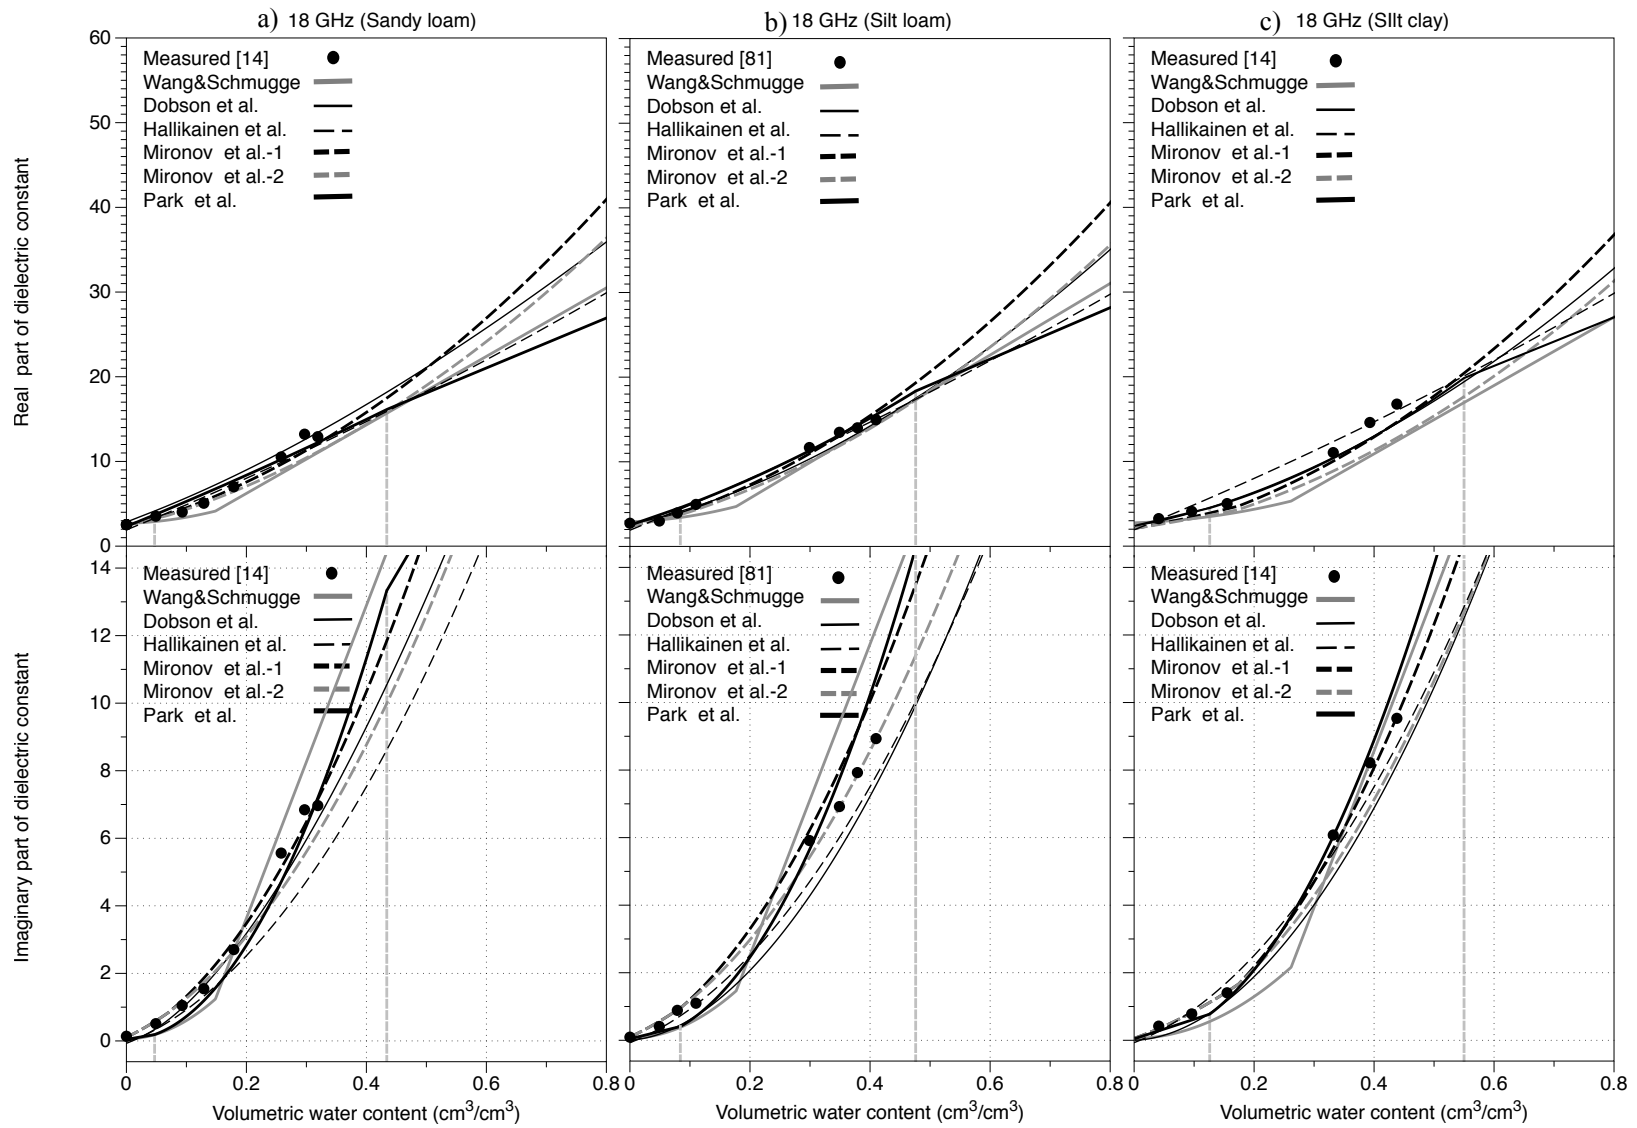 a) 18 GHz (Sandy loam)
b) 18 GHz (Silt loam)
c) 18 GHz (SIlt clay)
Real part of dielectric constant
60
50
40
30
20
10
0
Measured [14]
Wang&Schmugge
Dobson et al.
Hallikainen et al.
Mironov et al.-1
Mironov et al.-2
Park et al.
Measured [81]
Wang&Schmugge
Dobson et al.
Hallikainen et al.
Mironov et al.-1
Mironov et al.-2
Park et al.
Measured [14]
Wang&Schmugge
Dobson et al.
Hallikainen et al.
Mironov et al.-1
Mironov et al.-2
Park et al.
Imaginary part of dielectric constant
14
12
10
8
6
4
2
0
Measured [14]
Wang&Schmugge
Dobson et al.
Hallikainen et al.
Mironov et al.-1
Mironov et al.-2
Park et al.
Measured [81]
Wang&Schmugge
Dobson et al.
Hallikainen et al.
Mironov et al.-1
Mironov et al.-2
Park et al.
Measured [14]
Wang&Schmugge
Dobson et al.
Hallikainen et al.
Mironov et al.-1
Mironov et al.-2
Park et al.
0 0.2 0.4 0.6 0.8
0 0.2 0.4 0.6 0.8
0 0.2 0.4 0.6 0.8
Volumetric water content (cm³/cm³)
Volumetric water content (cm³/cm³)
Volumetric water content (cm³/cm³)